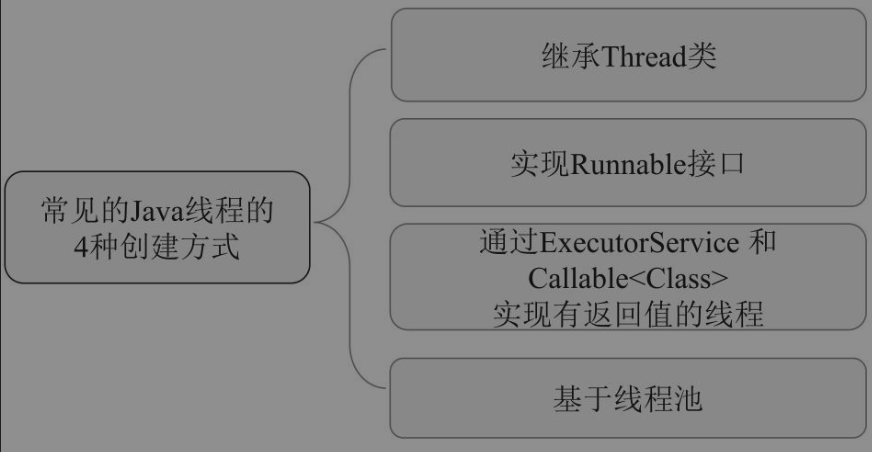 继承Thread类
实现Runnable接口
常见的Java线程的
4种创建方式
通过ExecutorService 和
Callable<Class>
实现有返回值的线程
基于线程池